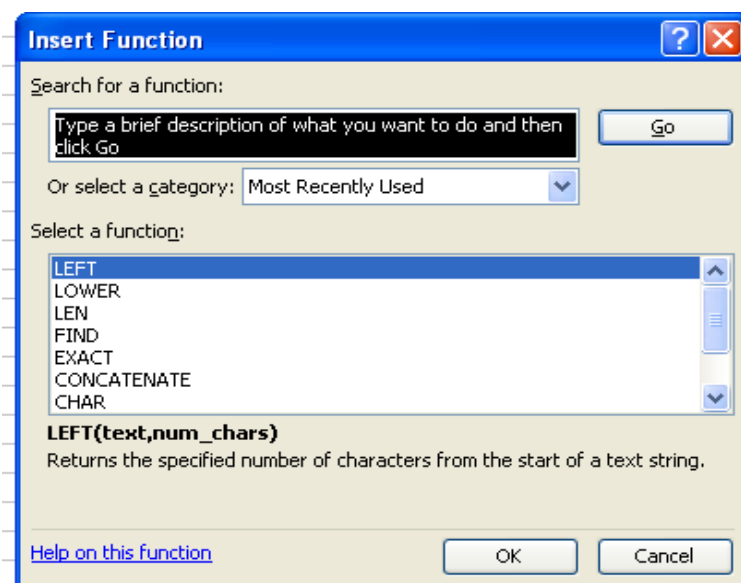 Insert Function
Search for a function:
Type a brief description of what you want to do and then
click Go
Go
Or select a category: Most Recently Used
Select a function:
LEFT
LOWER
LEN
FIND
EXACT
CONCATENATE
CHAR
LEFT(text,num_chars)
Returns the specified number of characters from the start of a text string.
Help on this function
OK
Cancel